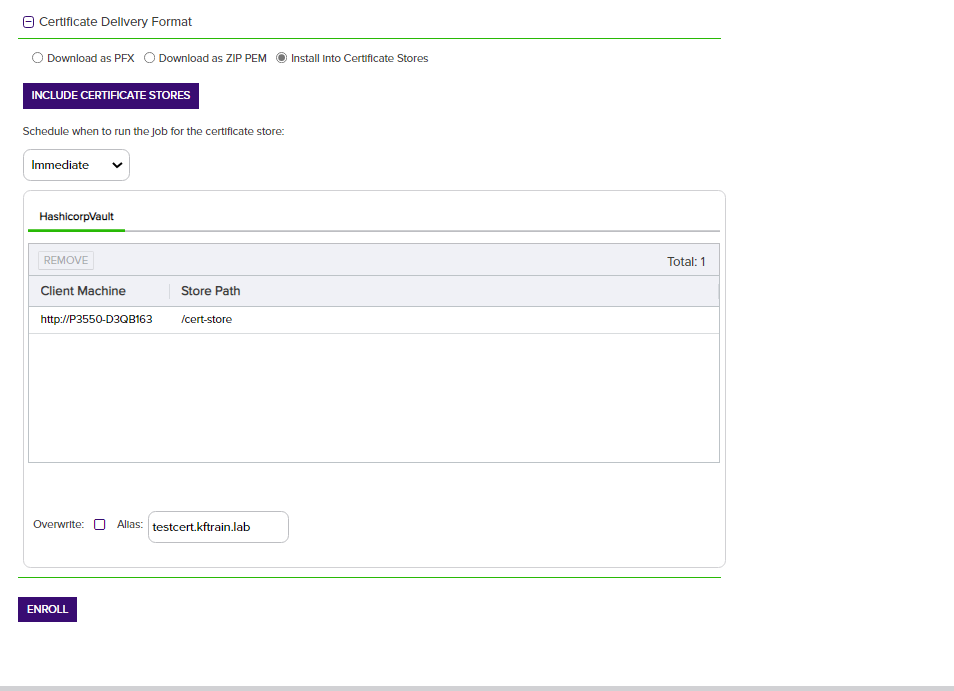 Certificate Delivery Format
Download as PFX Download as ZIP PEM Install into Certificate Stores
INCLUDE CERTIFICATE STORES
Schedule when to run the job for the certificate store:
Immediate
HashicorpVault
REMOVE Total: 1
Client Machine Store Path
http://P3550-D3QB163 /cert-store
Overwrite: Alias: testcert.kftrain.lab
ENROLL